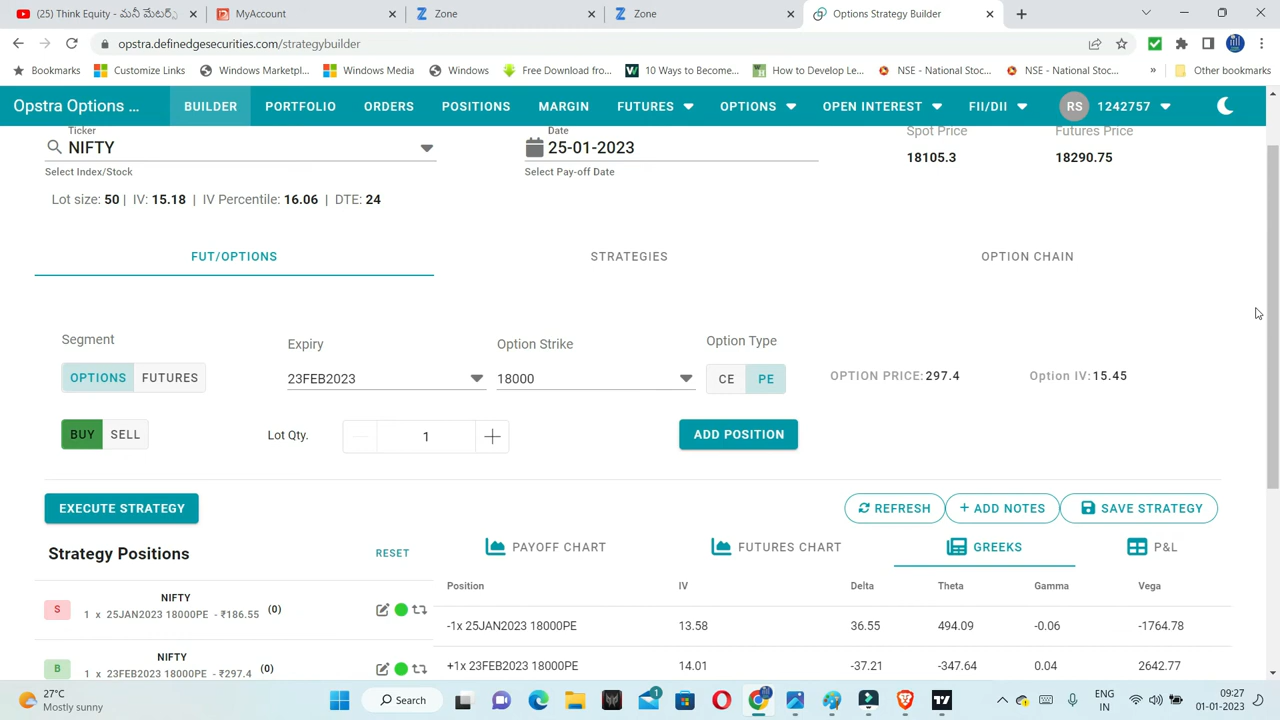 (25) Think Equity - మనీ మేటర్స్
MyAccount
Zone
Zone
Options Strategy Builder
opstra.definedgesecurities.com/strategybuilder
Bookmarks
Customize Links
Windows Marketpl...
Windows Media
Windows
Free Download fro...
10 Ways to Become...
How to Develop Le...
NSE - National Stoc...
NSE - National Stoc...
»
Other bookmarks
Opstra Options ...
BUILDER
PORTFOLIO
ORDERS
POSITIONS
MARGIN
FUTURES
OPTIONS
OPEN INTEREST
FII/DII
RS
1242757
Ticker
NIFTY
Select Index/Stock
Date
25-01-2023
Select Pay-off Date
Spot Price
18105.3
Futures Price
18290.75
Lot size: 50 | IV: 15.18 | IV Percentile: 16.06 | DTE: 24
FUT/OPTIONS
STRATEGIES
OPTION CHAIN
Segment
OPTIONS FUTURES
Expiry
23FEB2023
Option Strike
18000
Option Type
CE PE
OPTION PRICE: 297.4
Option IV: 15.45
BUY SELL
Lot Qty.
1
ADD POSITION
EXECUTE STRATEGY
REFRESH
+ ADD NOTES
SAVE STRATEGY
Strategy Positions
RESET
PAYOFF CHART
FUTURES CHART
GREEKS
P&L
S
NIFTY
1 x 25JAN2023 18000PE - ₹186.55 (0)
B
NIFTY
1 x 23FEB2023 18000PE - ₹297.4 (0)
Position IV Delta Theta Gamma Vega
-1x 25JAN2023 18000PE 13.58 36.55 494.09 -0.06 -1764.78
+1x 23FEB2023 18000PE 14.01 -37.21 -347.64 0.04 2642.77
27°C
Mostly sunny
Search
1
ENG
IN
09:27
01-01-2023